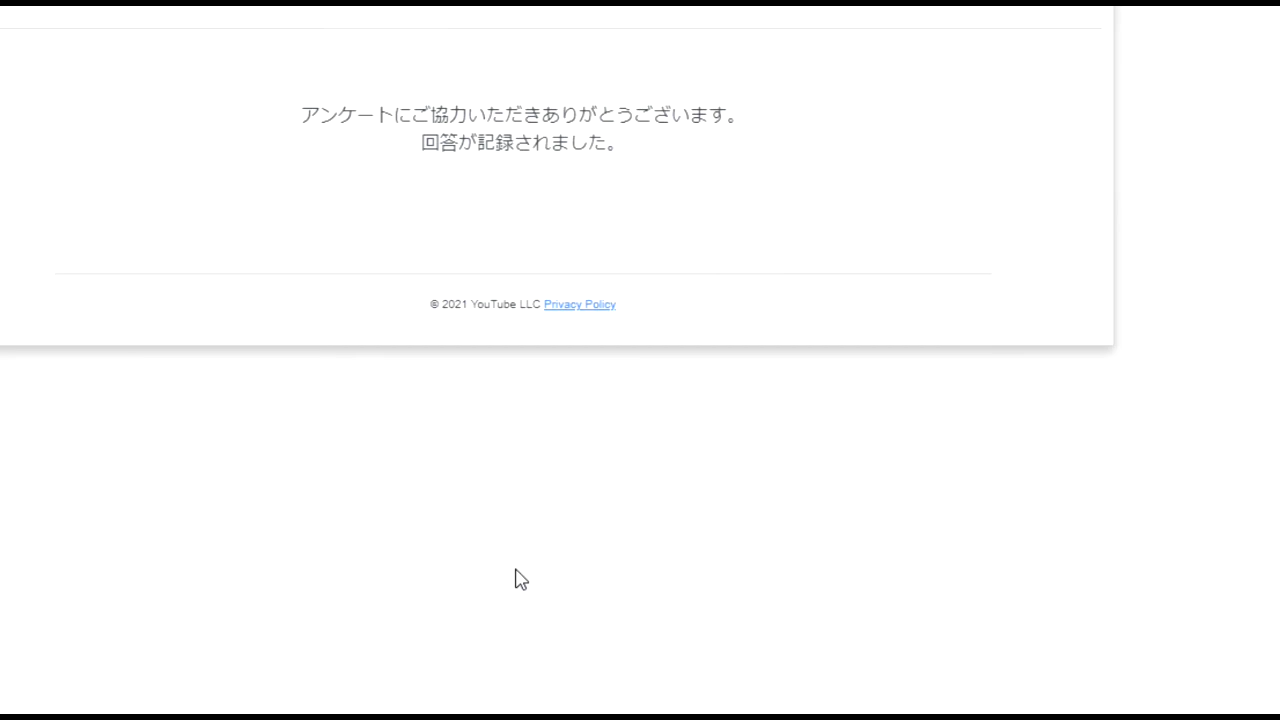 アンケートにご協力いただきありがとうございます。
回答が記録されました。
© 2021 YouTube LLC Privacy Policy